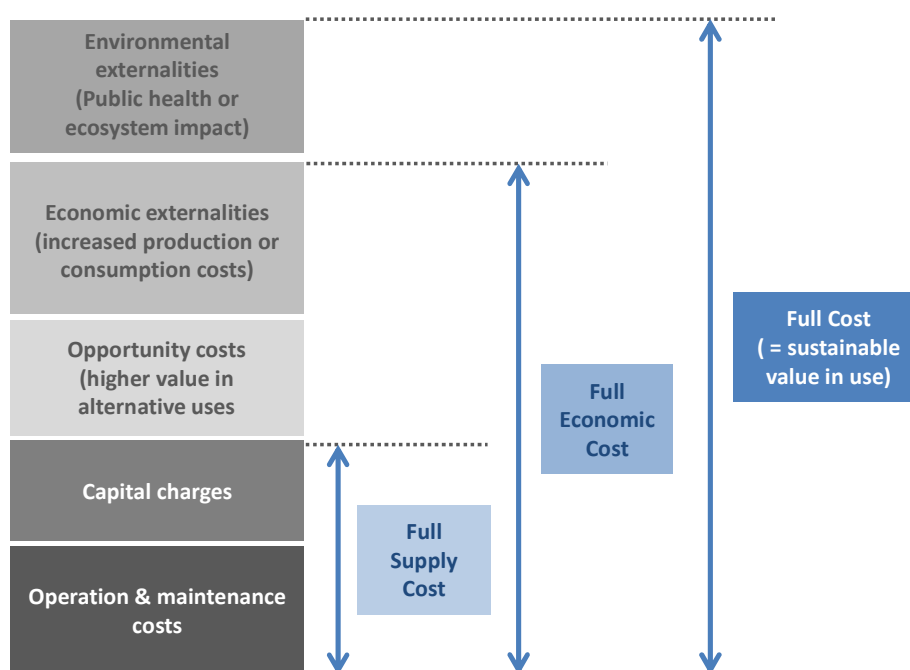 Environmental
externalities
(Public health or
ecosystem impact)
Economic externalities
(increased production or
consumption costs)
Opportunity costs
(higher value in
alternative uses
Capital charges
Operation & maintenance
costs
Full
Supply
Cost
Full
Economic
Cost
Full Cost
( = sustainable
value in use)